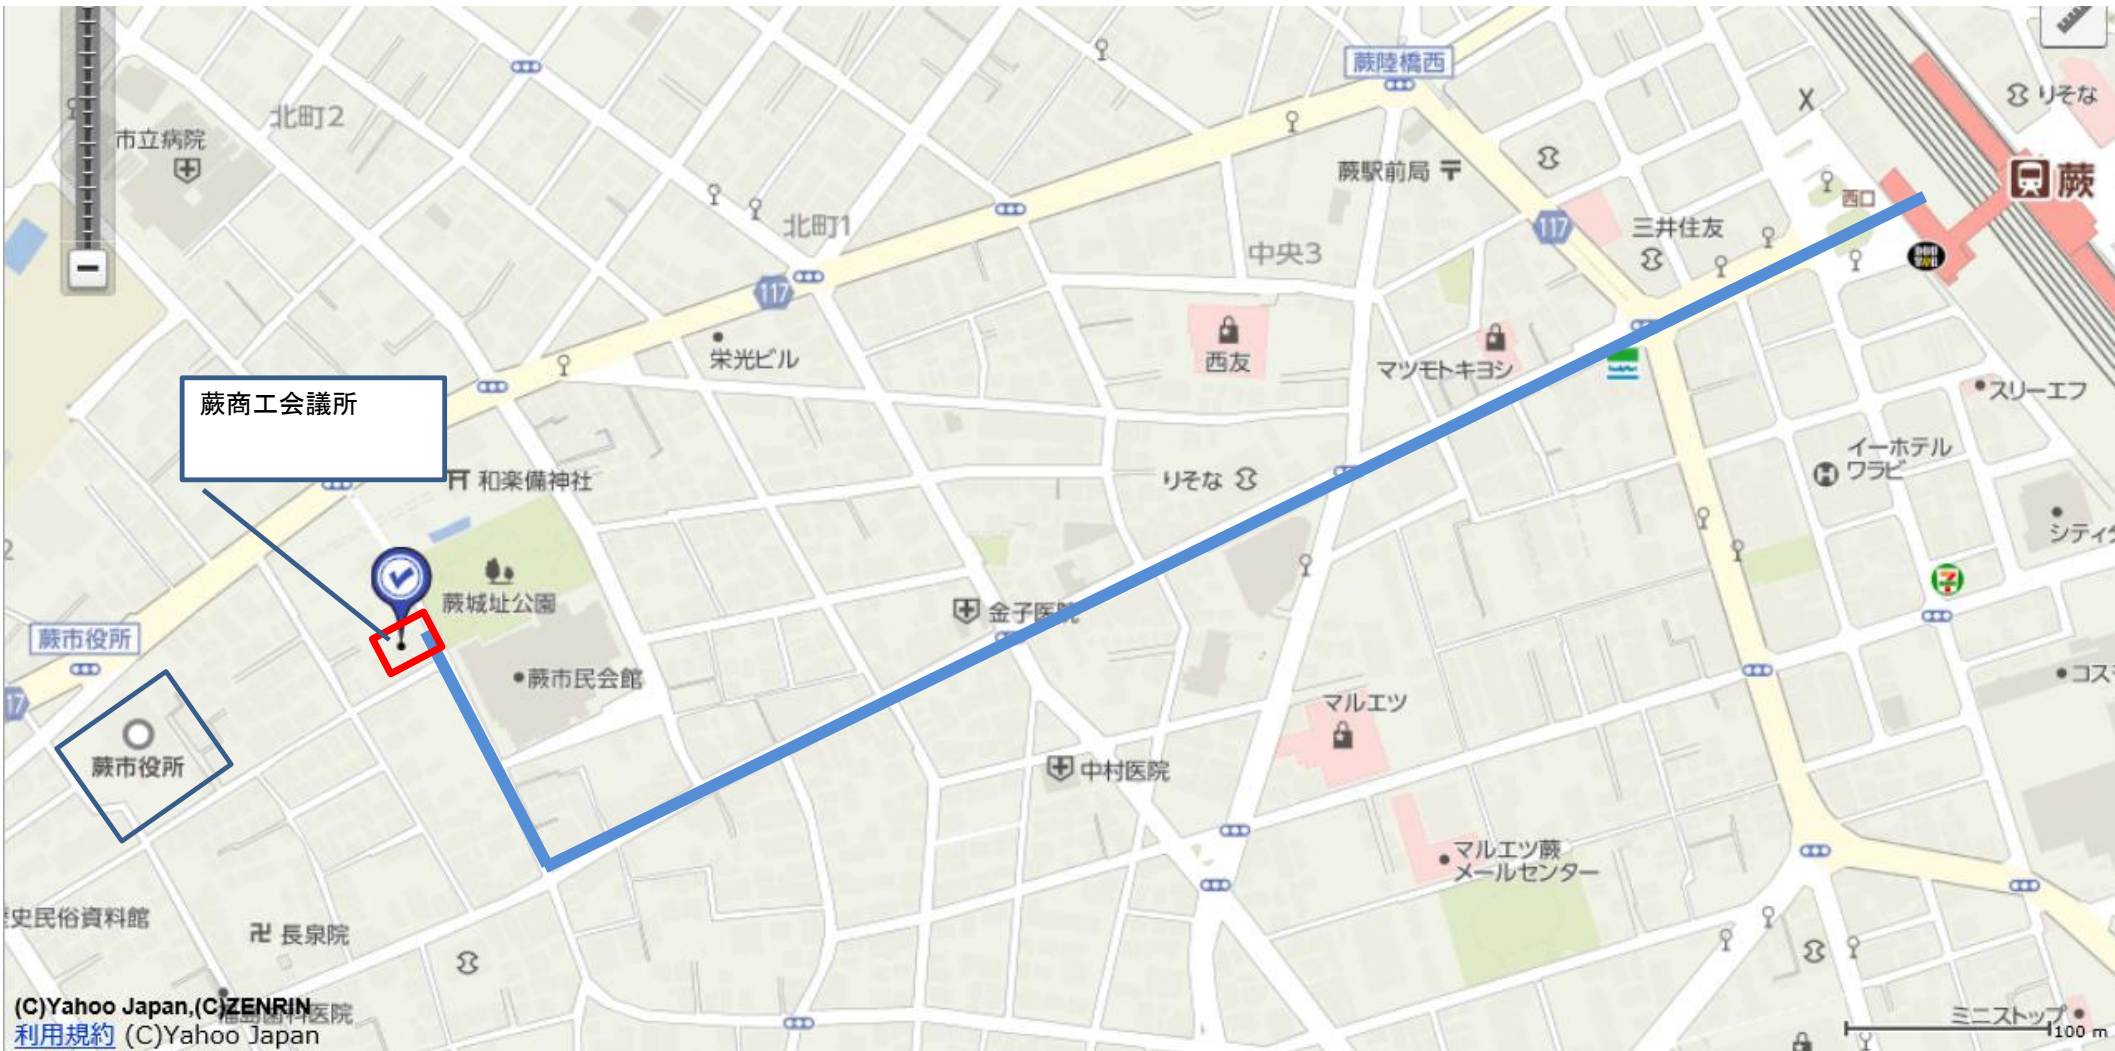 蕨陸橋西
りそな
北町2
市立病院
蕨駅前局
蕨
西口
北町1
117
三井住友
中央3
117
栄光ビル
西友
マツモトキヨシ
スリーエフ
蕨商工会議所
イーホテル
ワラビ
和楽備神社
りそな
シティ
7
蕨城址公園
金子医院
蕨市役所
蕨市民会館
コス
17
マルエツ
蕨市役所
中村医院
マルエツ蕨
メールセンター
史民俗資料館
長泉院
(C)Yahoo Japan,(C)ZENRIN
ミニストップ
利用規約 (C)Yahoo Japan
100 m